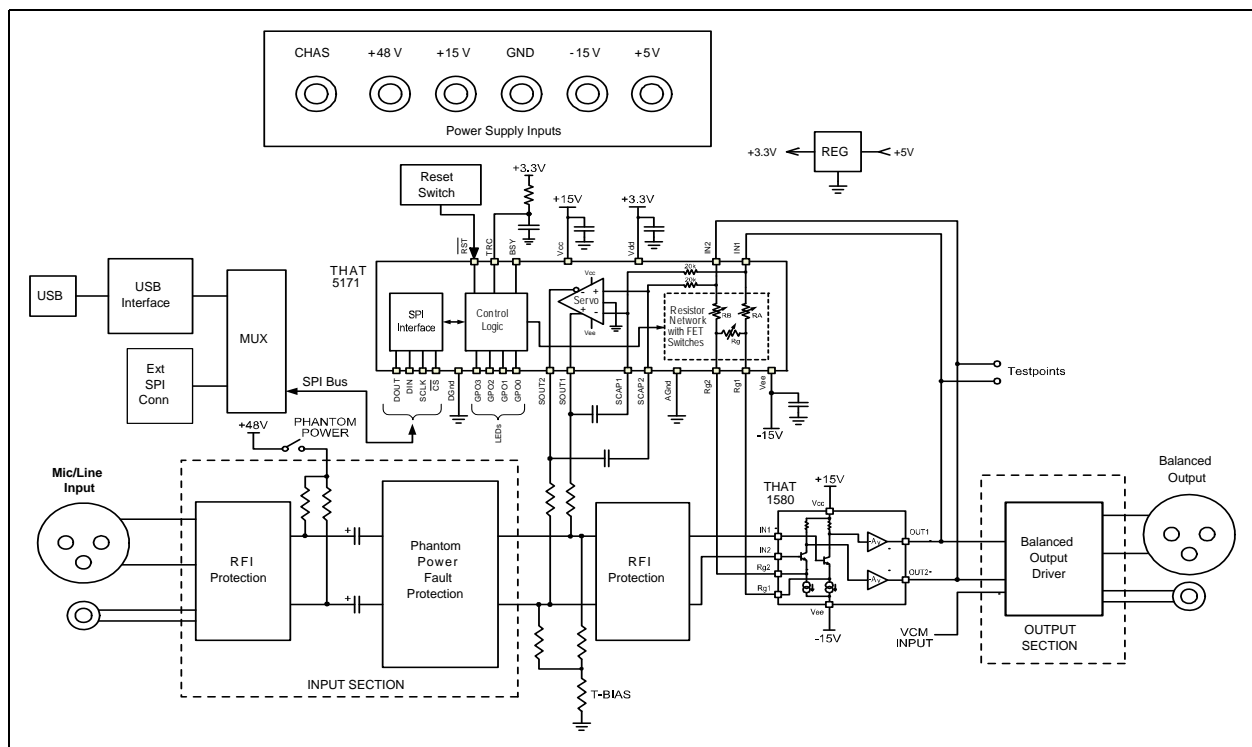 CHAS +48 V +15 V GND -15 V +5 V
Power Supply Inputs
+3.3V REG +5V
Reset
Switch
+3.3V
+15V
+3.3V
RST TRC BSY Vcc Vdd IN2 IN1
THAT
5171
20k
20k
Vcc
Servo
- +
+ -
Vee
SPI
Interface
Control
Logic
Resistor
Network
with FET
Switches
RB RA
Rg
USB
USB
Interface
MUX
Ext
SPI
Conn
SPI Bus
DOUT DIN SCLK CS DGnd GPO3 GPO2 GPO1 GPO0 SOUT2 SOUT1 SCAP1 SCAP2 AGnd Rg2 Rg1 Vee
LEDs
-15V
Testpoints
+48V
PHANTOM
POWER
Mic/Line
Input
RFI
Protection
+
+
Phantom
Power
Fault
Protection
INPUT SECTION
RFI
Protection
T-BIAS
THAT
1580
+15V
Vcc
IN1
IN2
Rg2
Rg1
-Av
-Av
OUT1
OUT2
Vee
-15V
VCM
INPUT
Balanced
Output
Driver
OUTPUT
SECTION
Balanced
Output